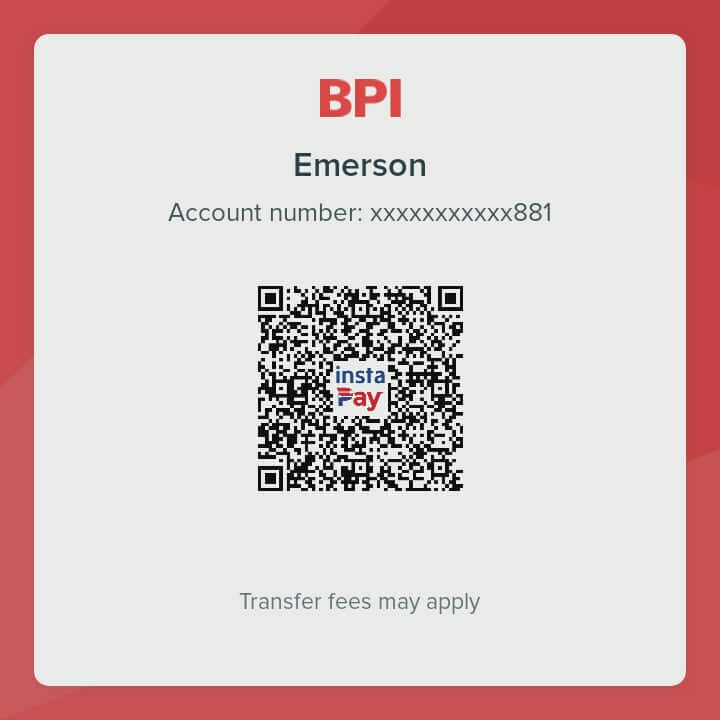 BPI
Emerson
Account number: xxxxxxxxxxx881
insta
Pay
Transfer fees may apply